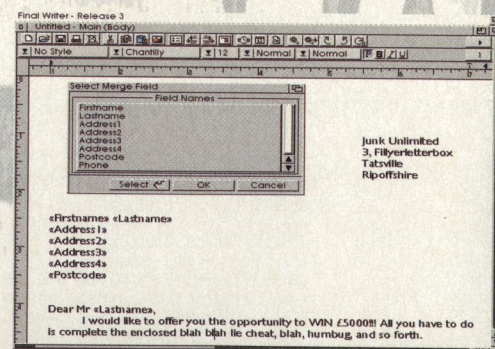 Final Writer - Release 3
Untitled - Main (Body)
No Style Chantilly 12 Normal Normal B I U 1
Select Merge Field
Field Names
Firstname
Lastname
Address1
Address2
Address3
Address4
Postcode
Phone
Select OK Cancel
Junk Unlimited
3, Fillyerletterbox
Tatsville
Ripoffshire
«Firstname» «Lastname»
«Address1»
«Address2»
«Address3»
«Address4»
«Postcode»
Dear Mr «Lastname»,
I would like to offer you the opportunity to WIN £5000!!! All you have to do
is complete the enclosed blah blah lie cheat, blah, humbug, and so forth.